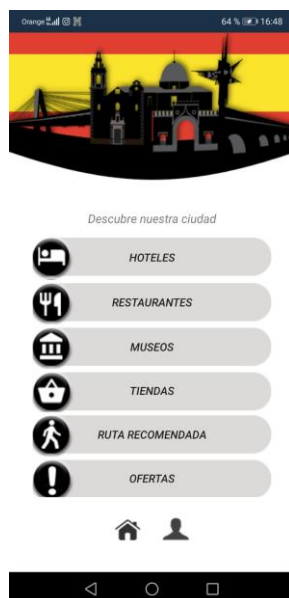 Orange 64 % 16:48
Descubre nuestra ciudad
HOTELES
RESTAURANTES
MUSEOS
TIENDAS
RUTA RECOMENDADA
OFERTAS